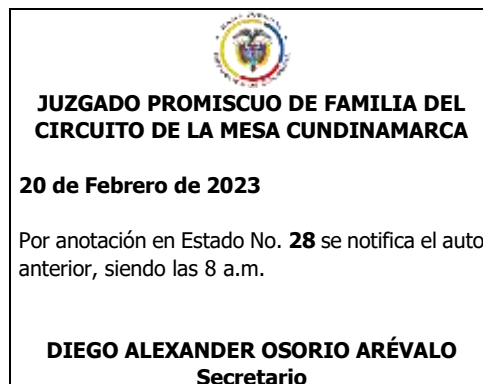 JUZGADO PROMISCUO DE FAMILIA DEL
CIRCUITO DE LA MESA CUNDINAMARCA
20 de Febrero de 2023
Por anotación en Estado No. 28 se notifica el auto
anterior, siendo las 8 a.m.
DIEGO ALEXANDER OSORIO ARÉVALO
Secretario